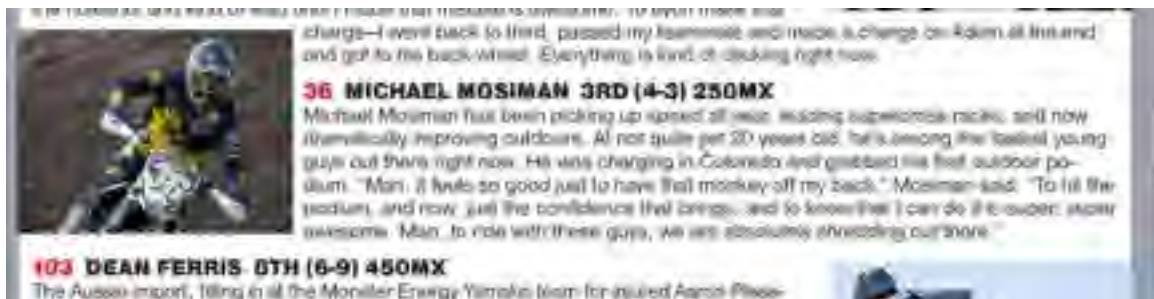 charge–I went back to third, passed my teammate and made a charge on Adam at the end
and got to his back wheel. Everything is kind of clicking right now.
36 MICHAEL MOSIMAN 3RD (4-3) 250MX
Michael Mosiman has been picking up speed all year, leading supercross races, and now
dramatically improving outdoors. At not quite yet 20 years old, he's among the fastest young
guys out there right now. He was charging in Colorado and grabbed his first outdoor po-
dium. "Man, it feels so good just to have that monkey off my back," Mosiman said. "To hit the
podium, and now, just the confidence that brings, and to know that I can do it is super, super
awesome. Man, to ride with these guys, we are absolutely shredding out there."
103 DEAN FERRIS 8TH (6-9) 450MX
The Aussie import, filling in at the Monster Energy Yamaha team for injured Aaron Pless-